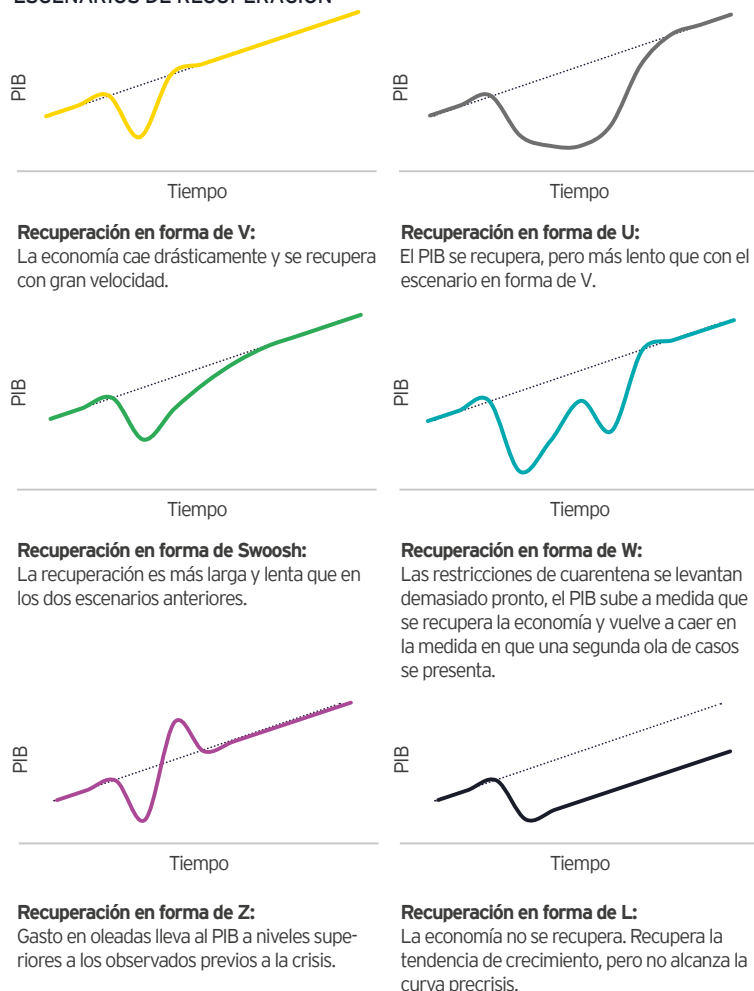 ESCENARIOS DE RECUPERACIÓN
PIB
Tiempo
Recuperación en forma de V:
La economía cae drásticamente y se recupera
con gran velocidad.
PIB
Tiempo
Recuperación en forma de U:
El PIB se recupera, pero más lento que con el
escenario en forma de V.
PIB
Tiempo
Recuperación en forma de Swoosh:
La recuperación es más larga y lenta que en
los dos escenarios anteriores.
PIB
Tiempo
Recuperación en forma de W:
Las restricciones de cuarentena se levantan
demasiado pronto, el PIB sube a medida que
se recupera la economía y vuelve a caer en
la medida en que una segunda ola de casos
se presenta.
PIB
Tiempo
Recuperación en forma de Z:
Gasto en oleadas lleva al PIB a niveles supe-
riores a los observados previos a la crisis.
PIB
Tiempo
Recuperación en forma de L:
La economía no se recupera. Recupera la
tendencia de crecimiento, pero no alcanza la
curva precrisis.